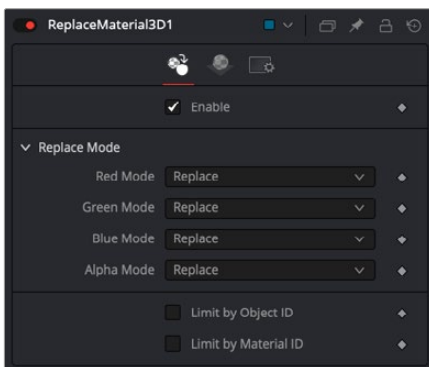 ReplaceMaterial3D1
Enable
Replace Mode
Red Mode Replace
Green Mode Replace
Blue Mode Replace
Alpha Mode Replace
Limit by Object ID
Limit by Material ID